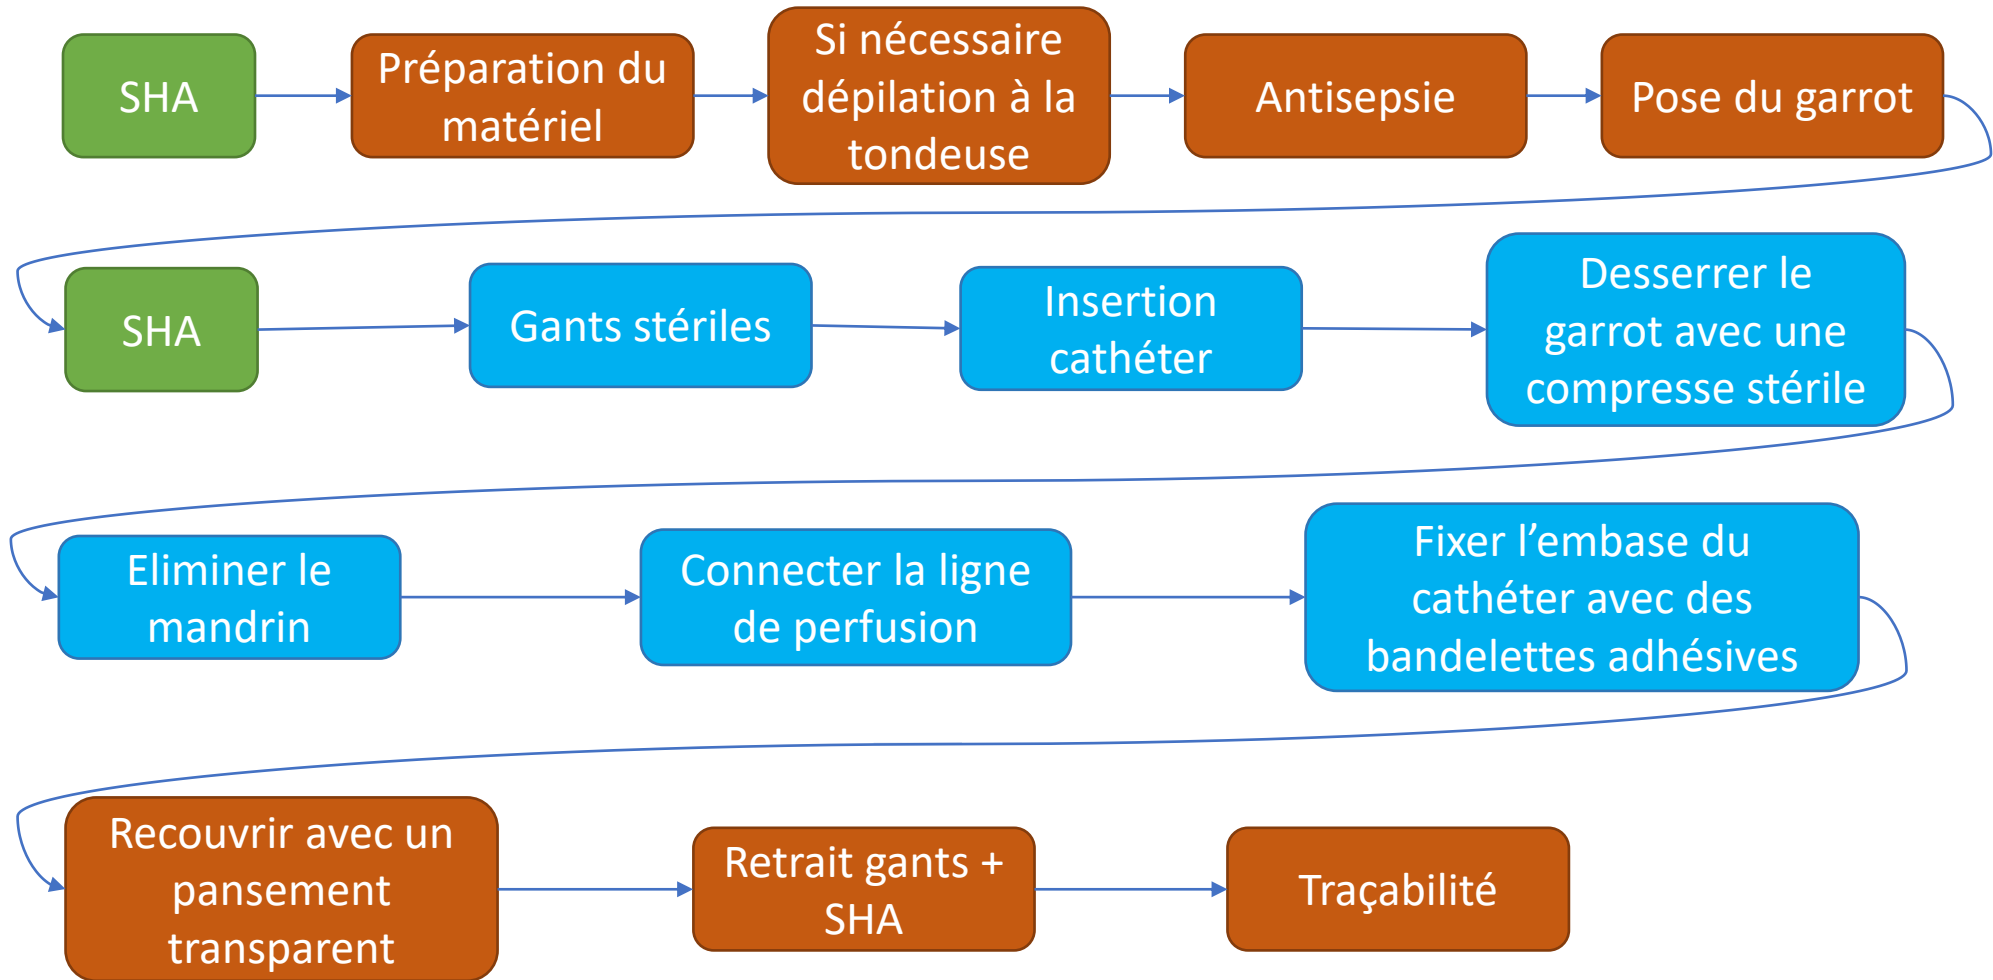 SHA
Préparation du
matériel
Si nécessaire
dépilation à la
tondeuse
Antisepsie
Pose du garrot
SHA
Gants stériles
Insertion
cathéter
Desserrer le
garrot avec une
compresse stérile
Eliminer le
mandrin
Connecter la ligne
de perfusion
Fixer l’embase du
cathéter avec des
bandelettes adhésives
Recouvrir avec un
pansement
transparent
Retrait gants +
SHA
Traçabilité